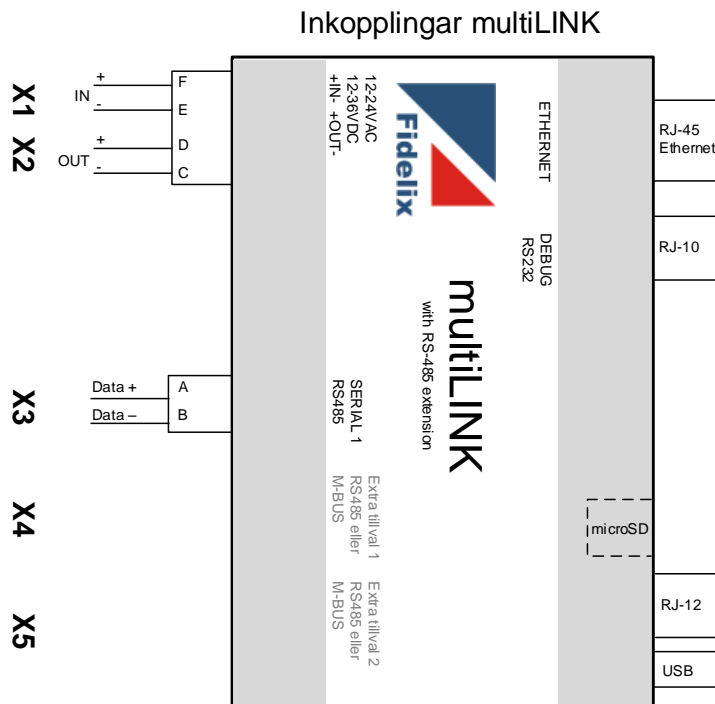 Inkopplingar multiLINK
X1
IN
+
-
F
E
X2
OUT
+
-
D
C
12-24VAC
12-36VDC
+IN- +OUT-
Fidelix
ETHERNET
RJ-45
Ethernet
DEBUG
RS232
RJ-10
multiLINK
with RS-485 extension
X3
Data +
Data –
A
B
SERIAL 1
RS485
X4
Extra tillval 1
RS485 eller
M-BUS
microSD
X5
Extra tillval 2
RS485 eller
M-BUS
RJ-12
USB